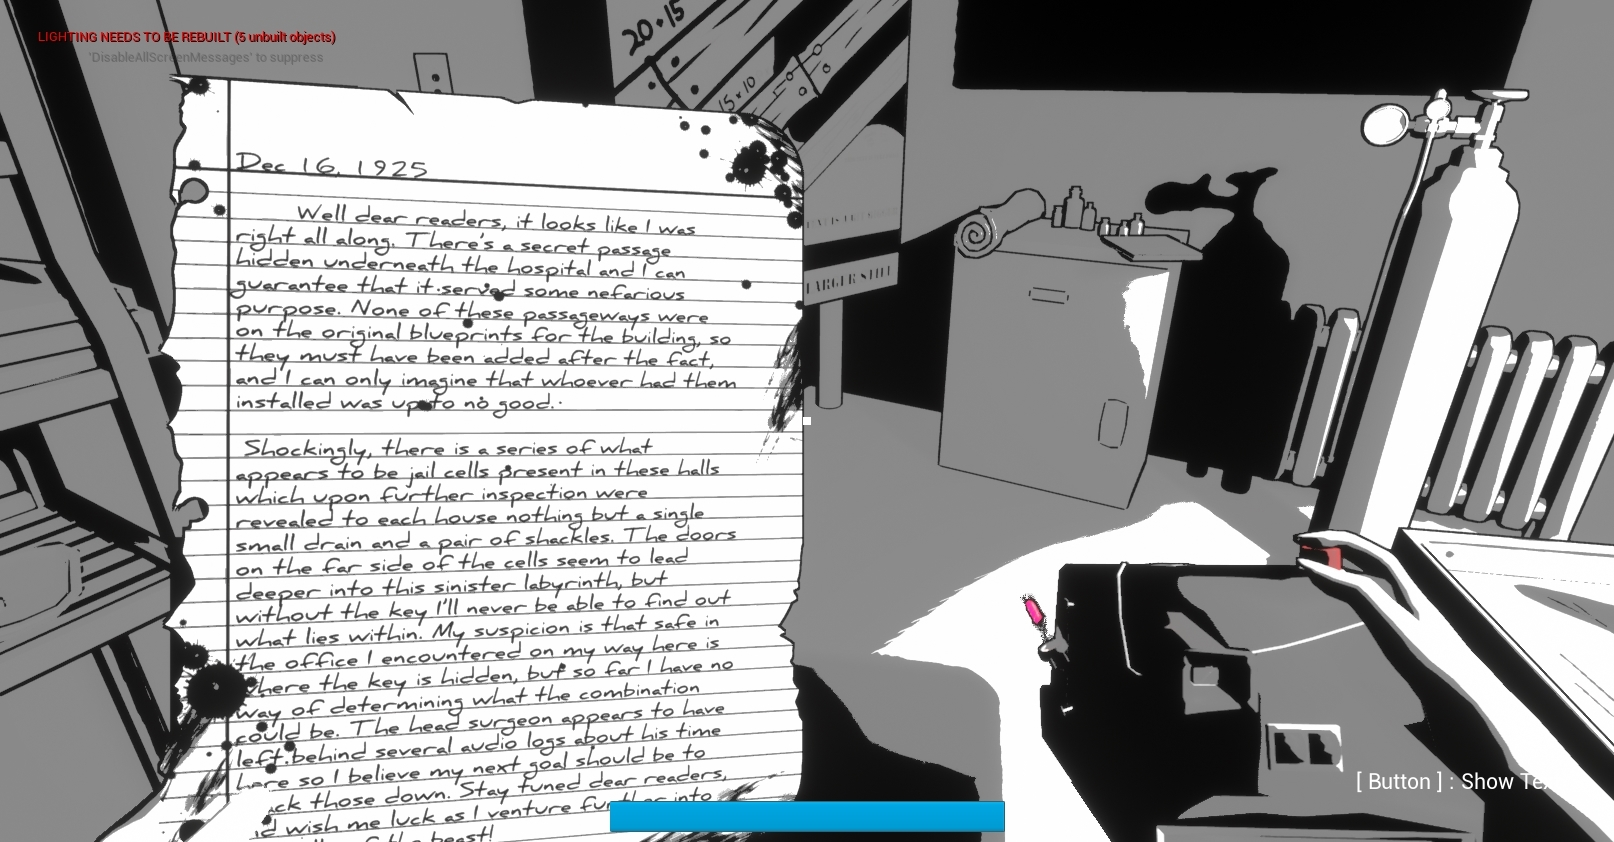 LIGHTING NEEDS TO BE REBUILT (5 unbuilt objects)
'DisableAllScreenMessages' to suppress
20+15
15×10
Dec 16, 1925
Well dear readers, it looks like I was
right all along. There's a secret passage
hidden underneath the hospital and I can
guarantee that it served some nefarious
purpose. None of these passageways were
on the original blueprints for the building, so
they must have been added after the fact,
and I can only imagine that whoever had them
installed was up to no good.
Shockingly, there is a series of what
appears to be jail cells present in these halls
which upon further inspection were
revealed to each house nothing but a single
small drain and a pair of shackles. The doors
on the far side of the cells seem to lead
deeper into this sinister labyrinth, but
without the key I'll never be able to find out
what lies within. My suspicion is that safe in
the office I encountered on my way here is
where the key is hidden, but so far I have no
way of determining what the combination
could be. The head surgeon appears to have
left behind several audio logs about his time
here so I believe my next goal should be to
those down. Stay tuned dear readers,
wish me luck as I venture further into
the beast!
LARGER STILL
[ Button ] : Show